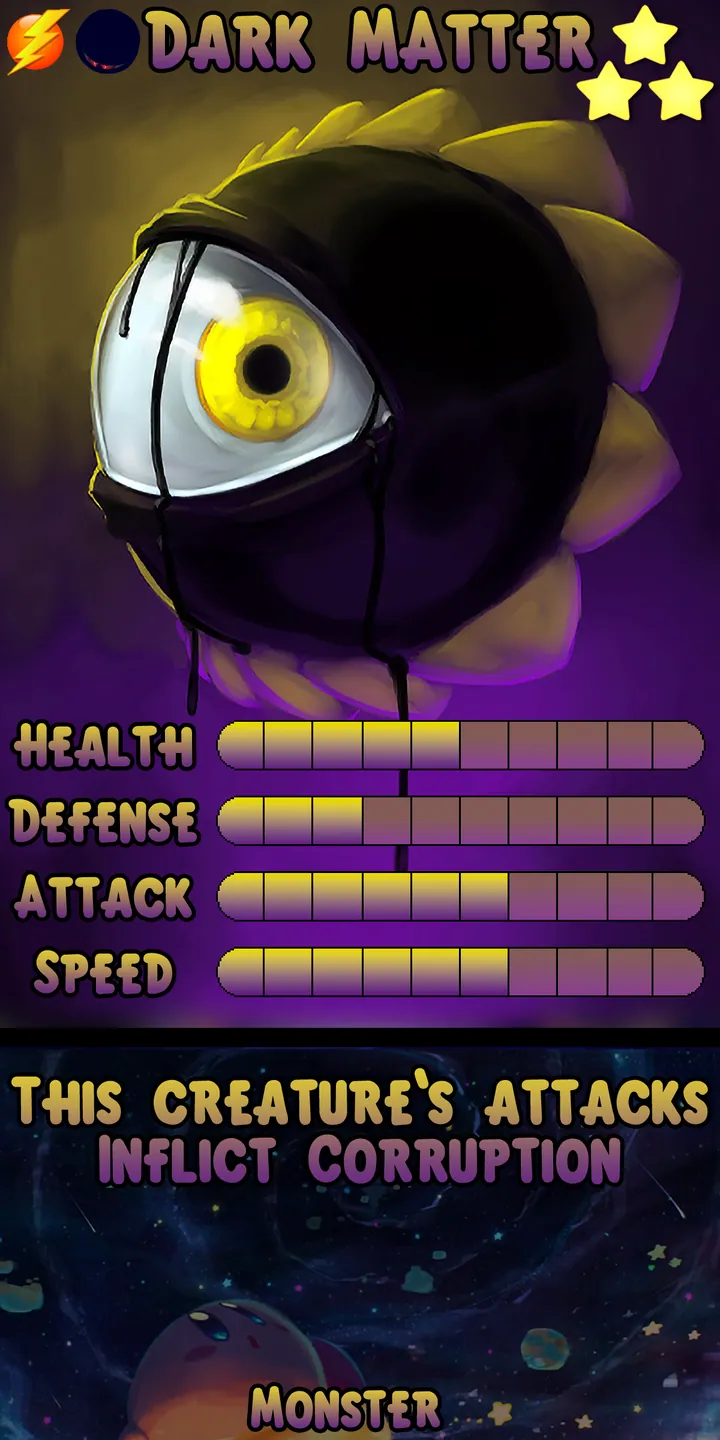 DARK MATTER
HEALTH
DEFENSE
ATTACK
SPEED
THIS CREATURE'S ATTACKS
INFLICT CORRUPTION
MONSTER